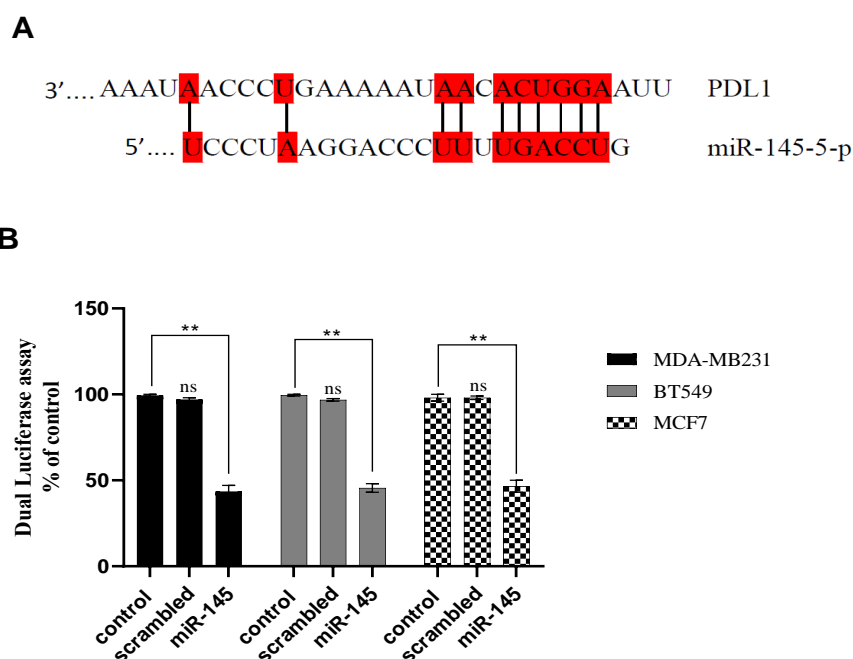 A
3'.... AAAUAACCCUGAAAAAUAACACUGGAAUU PDL1
5'.... UCCCUAAGGACCCUUUUGACCUG miR-145-5-p
B
Dual Luciferase assay
% of control
150
100
50
0
**
**
**
ns
ns
ns
control
scrambled
miR-145
control
scrambled
miR-145
control
scrambled
miR-145
MDA-MB231
BT549
MCF7